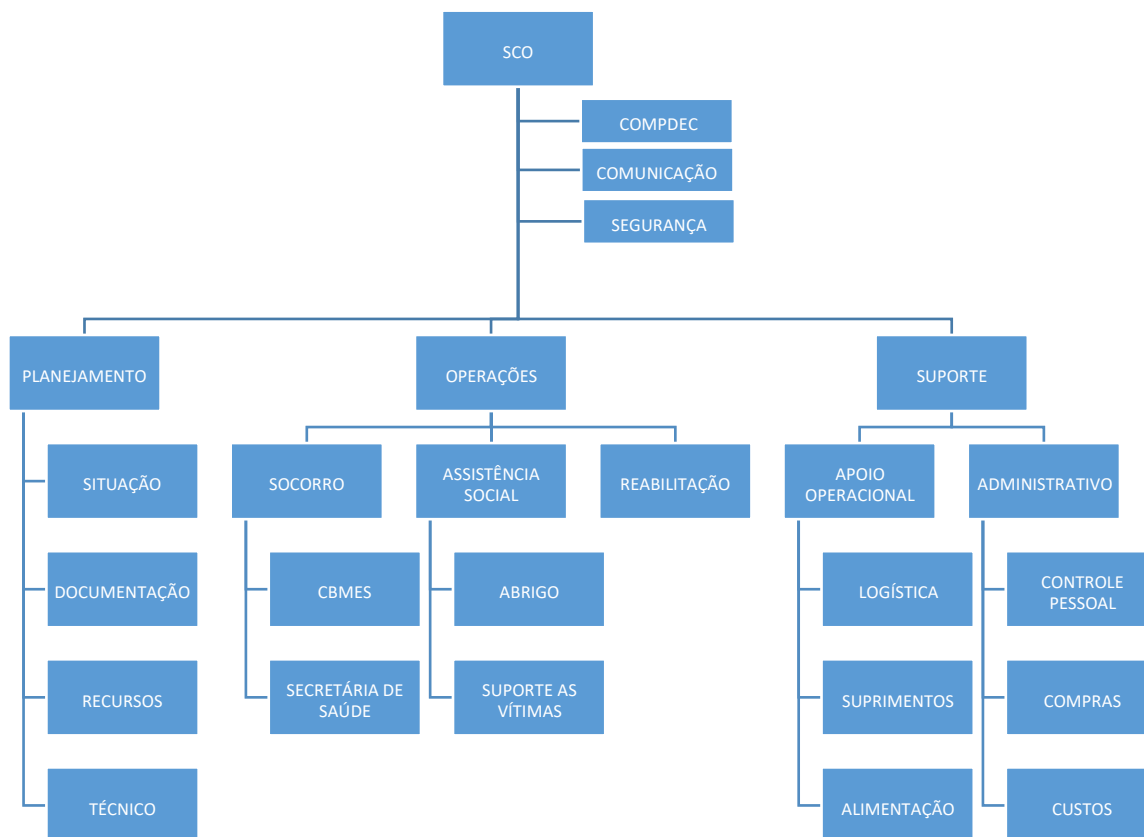 SCO
COMPDEC
COMUNICAÇÃO
SEGURANÇA
PLANEJAMENTO
OPERAÇÕES
SUPORTE
SITUAÇÃO
SOCORRO
ASSISTÊNCIA
SOCIAL
REABILITAÇÃO
APOIO
OPERACIONAL
ADMINISTRATIVO
DOCUMENTAÇÃO
CBMES
ABRIGO
LOGÍSTICA
CONTROLE
PESSOAL
RECURSOS
SECRETÁRIA DE
SAÚDE
SUPORTE AS
VÍTIMAS
SUPRIMENTOS
COMPRAS
TÉCNICO
ALIMENTAÇÃO
CUSTOS